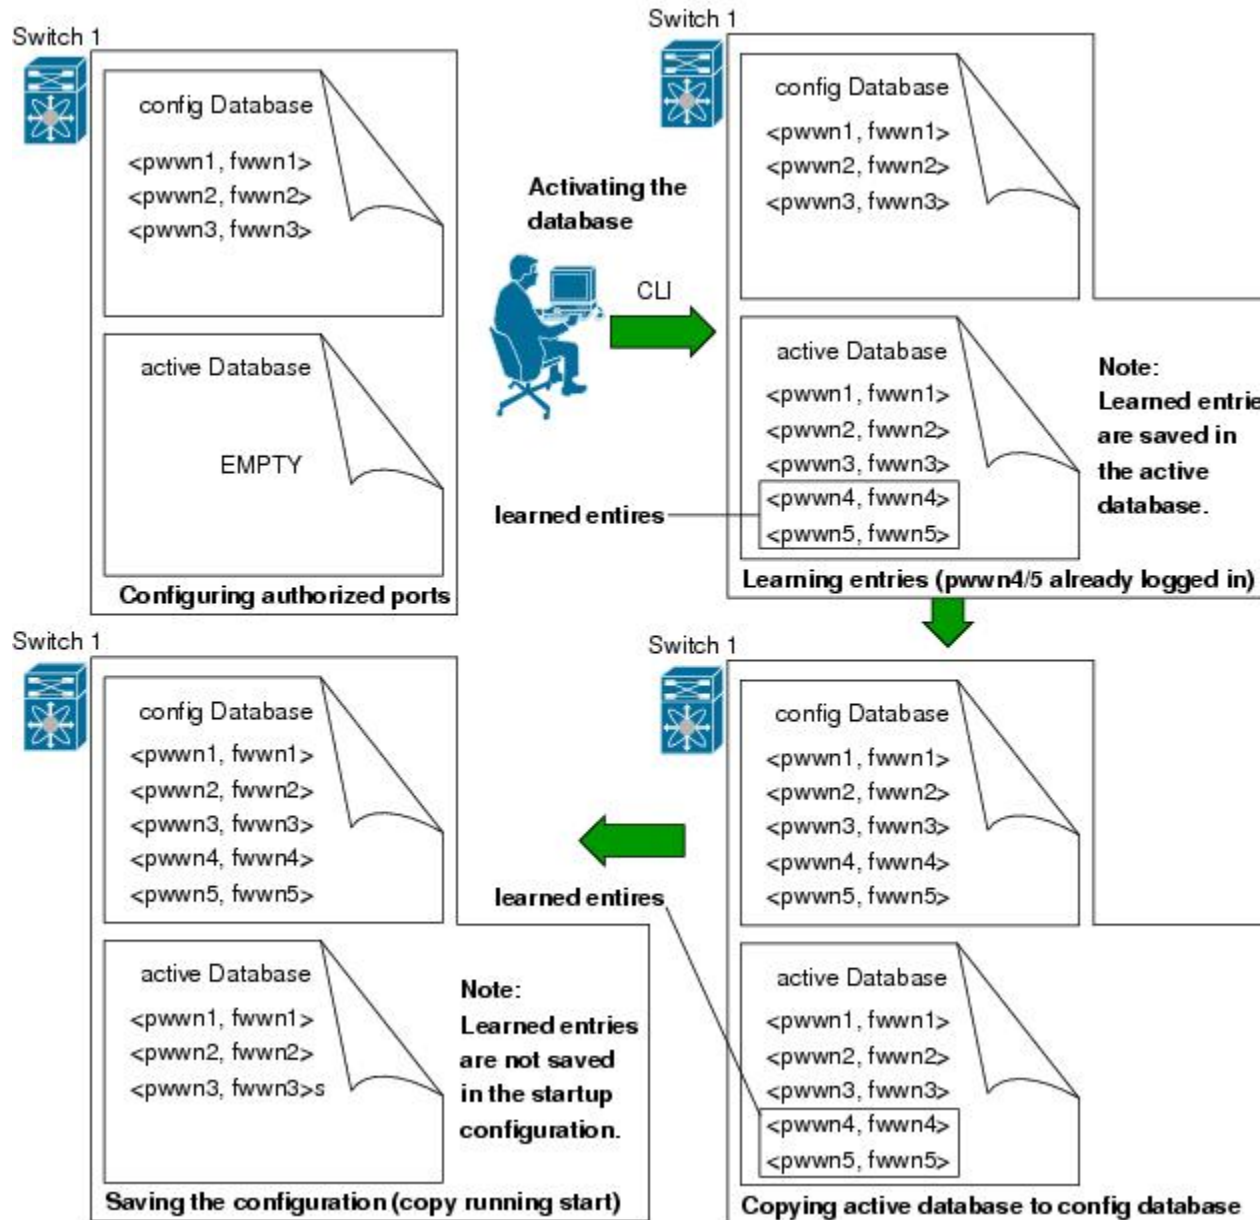 Switch 1
config Database
<pwwn1, fwwn1>
<pwwn2, fwwn2>
<pwwn3, fwwn3>
active Database
EMPTY
Configuring authorized ports
Activating the
database
CLI
Switch 1
config Database
<pwwn1, fwwn1>
<pwwn2, fwwn2>
<pwwn3, fwwn3>
active Database
<pwwn1, fwwn1>
<pwwn2, fwwn2>
<pwwn3, fwwn3>
<pwwn4, fwwn4>
<pwwn5, fwwn5>
learned entires
Note:
Learned entrie
are saved in
the active
database.
Learning entries (pwwn4/5 already logged in)
Switch 1
config Database
<pwwn1, fwwn1>
<pwwn2, fwwn2>
<pwwn3, fwwn3>
<pwwn4, fwwn4>
<pwwn5, fwwn5>
active Database
<pwwn1, fwwn1>
<pwwn2, fwwn2>
<pwwn3, fwwn3>s
Note:
Learned entries
are not saved
in the startup
configuration.
Saving the configuration (copy running start)
learned entires
Switch 1
config Database
<pwwn1, fwwn1>
<pwwn2, fwwn2>
<pwwn3, fwwn3>
<pwwn4, fwwn4>
<pwwn5, fwwn5>
active Database
<pwwn1, fwwn1>
<pwwn2, fwwn2>
<pwwn3, fwwn3>
<pwwn4, fwwn4>
<pwwn5, fwwn5>
Copying active database to config database